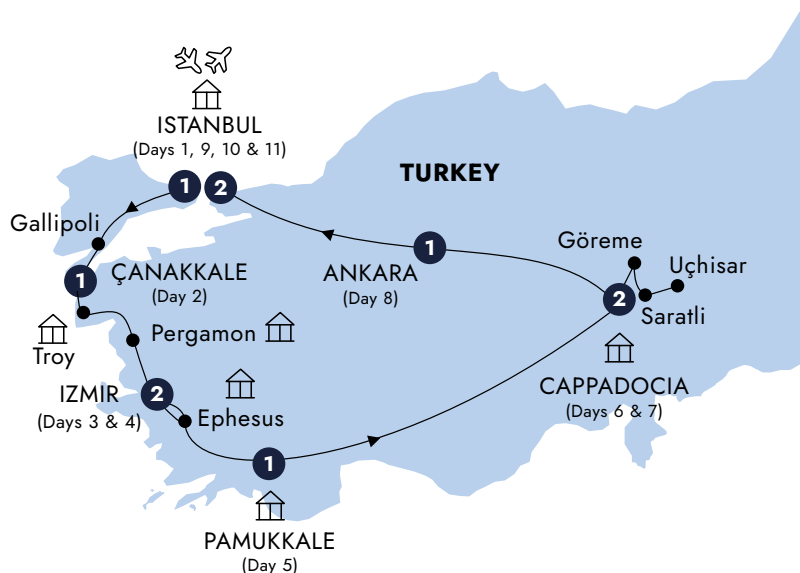 ISTANBUL
(Days 1, 9, 10 & 11)
TURKEY
1
2
Gallipoli
1
Göreme
Uçhisar
ÇANAKKALE
(Day 2)
1
ANKARA
(Day 8)
2
Saratli
Troy
Pergamon
CAPPADOCIA
(Days 6 & 7)
IZMIR
(Days 3 & 4)
2
Ephesus
1
PAMUKKALE
(Day 5)